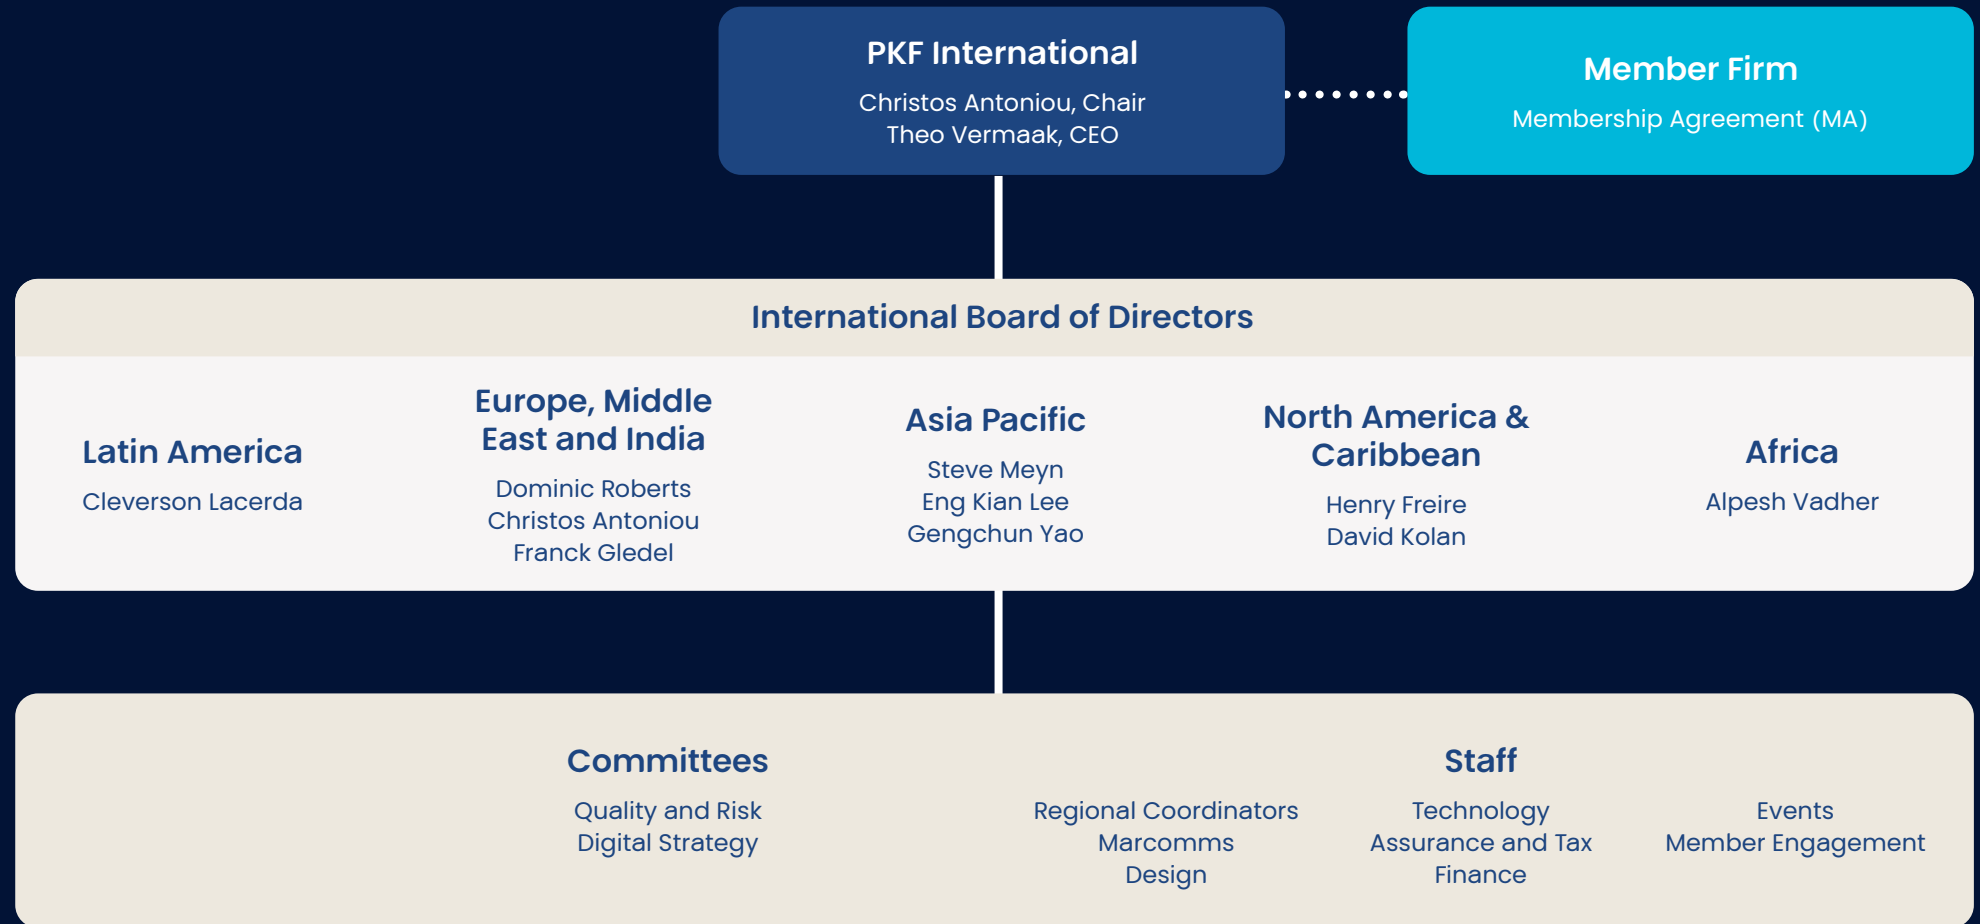 PKF International
Christos Antoniou, Chair
Theo Vermaak, CEO
Member Firm
Membership Agreement (MA)
International Board of Directors
Latin America
Cleverson Lacerda
Europe, Middle
East and India
Dominic Roberts
Christos Antoniou
Franck Gledel
Asia Pacific
Steve Meyn
Eng Kian Lee
Gengchun Yao
North America &
Caribbean
Henry Freire
David Kolan
Africa
Alpesh Vadher
Committees
Quality and Risk
Digital Strategy
Staff
Regional Coordinators
Marcomms
Design
Technology
Assurance and Tax
Finance
Events
Member Engagement